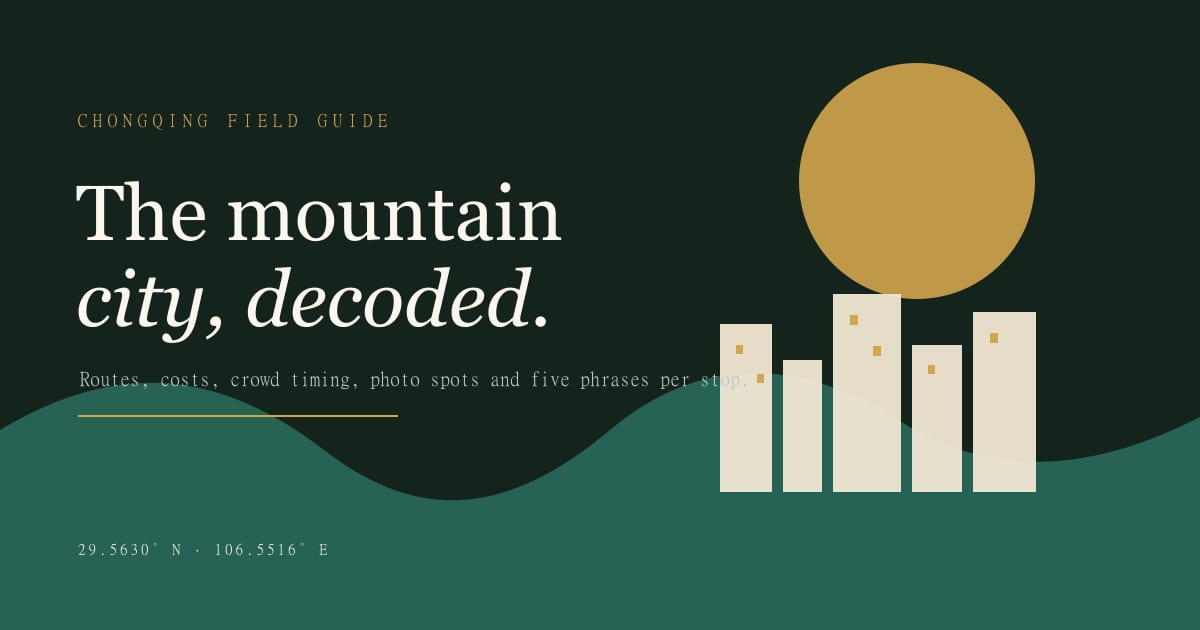 CHONGQING FIELD GUIDE
The mountain
city, decoded.
Routes, costs, crowd timing, photo spots and five phrases per stop.
29.5630° N · 106.5516° E